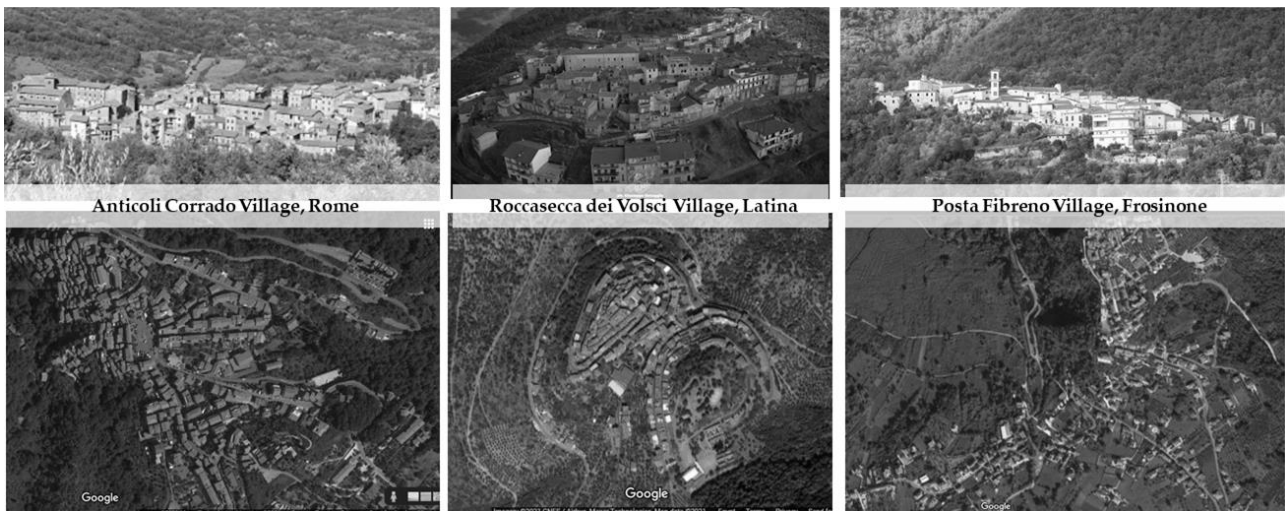 Anticoli Corrado Village, Rome
Roccasecca dei Volsci Village, Latina
Posta Fibreno Village, Frosinone
Google
Google
Google